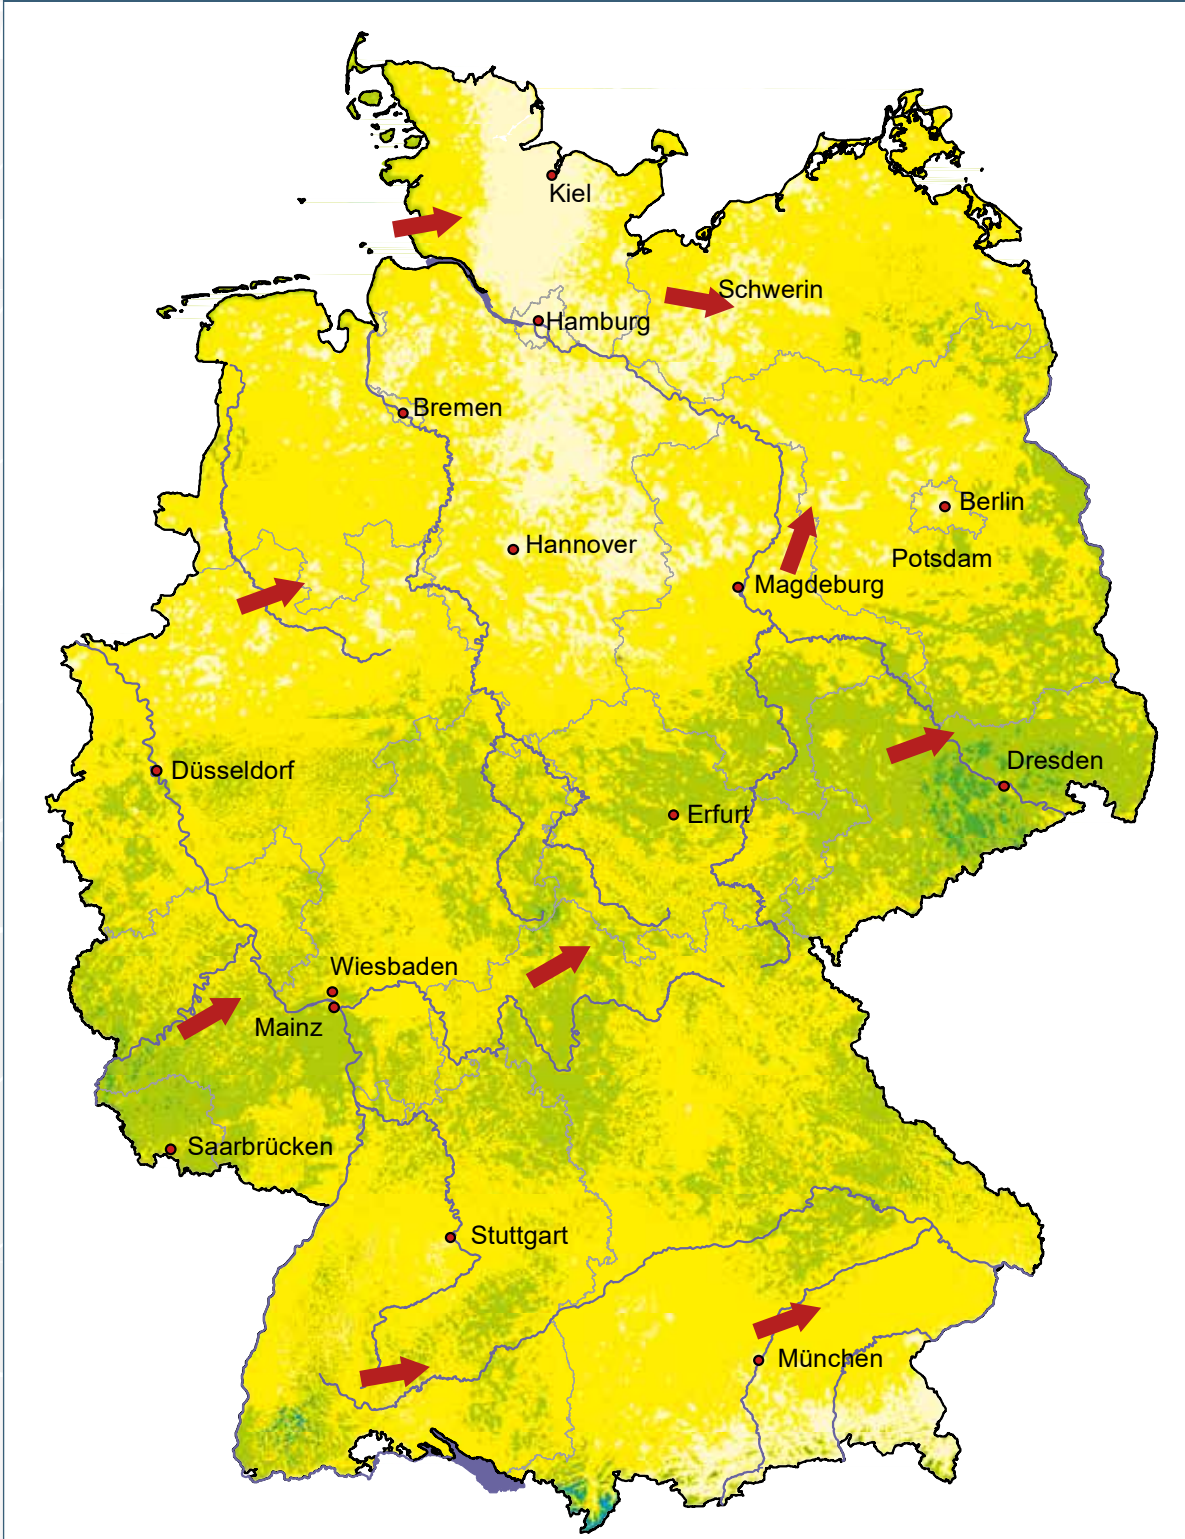 Kiel
Schwerin
Hamburg
Bremen
Berlin
Hannover
Potsdam
Magdeburg
Dresden
Düsseldorf
Erfurt
Wiesbaden
Mainz
Saarbrücken
Stuttgart
München